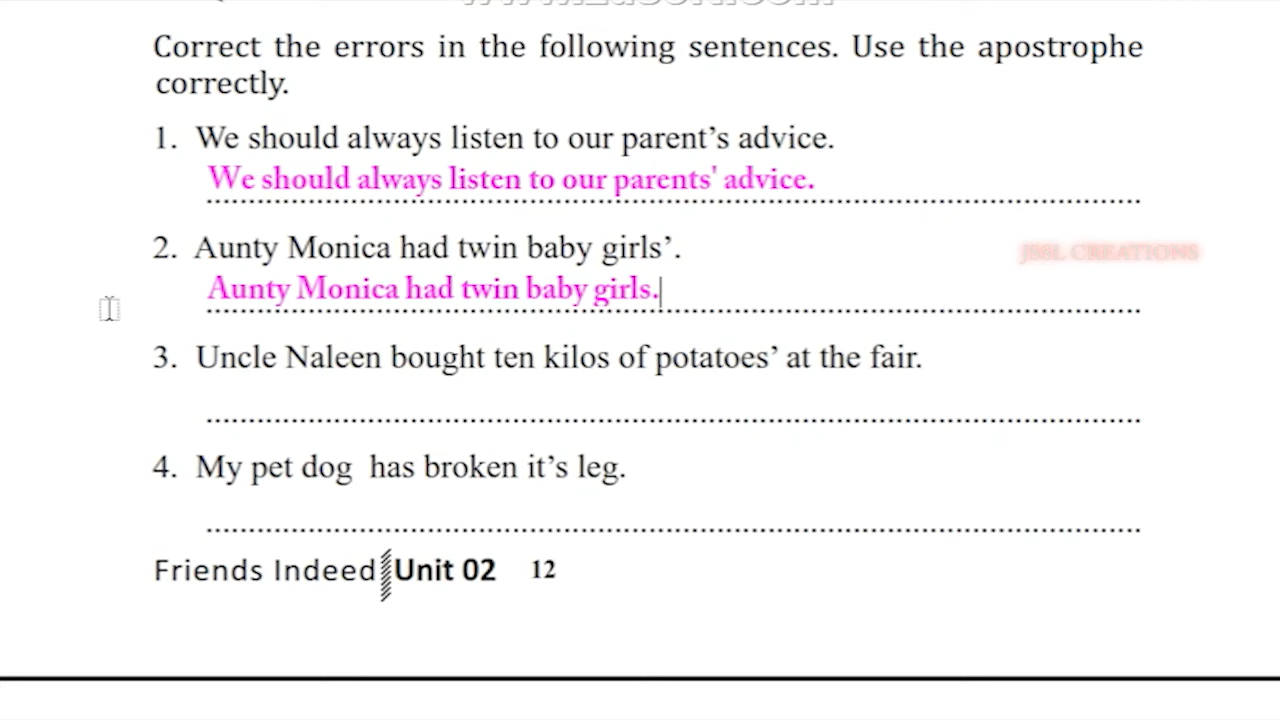 Correct the errors in the following sentences. Use the apostrophe
correctly.
1. We should always listen to our parent’s advice.
We should always listen to our parents' advice.
2. Aunty Monica had twin baby girls’.
JSSL CREATIONS
Aunty Monica had twin baby girls.
3. Uncle Naleen bought ten kilos of potatoes’ at the fair.
4. My pet dog has broken it’s leg.
Friends Indeed Unit 02 12